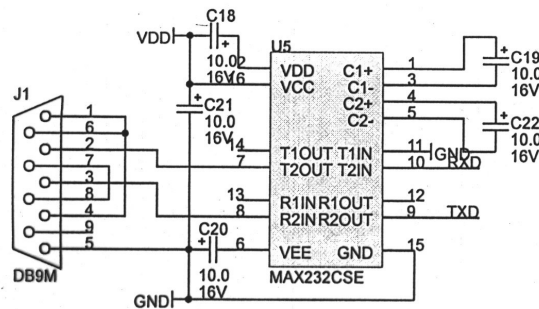 C18
VDD
10.0
16V
2
16
C21
10.0
16V
U5
VDD
VCC
C1+
C1-
C2+
C2-
1
3
4
5
C19
10.0
16V
C22
10.0
16V
J1
1
6
2
7
3
8
4
9
5
DB9M
14
7
T1OUT
T2OUT
T1IN
T2IN
11
10
GND
RXD
13
8
R1IN
R2IN
R1OUT
R2OUT
12
9
TXD
C20
10.0
16V
6
VEE
GND
15
MAX232CSE
GND